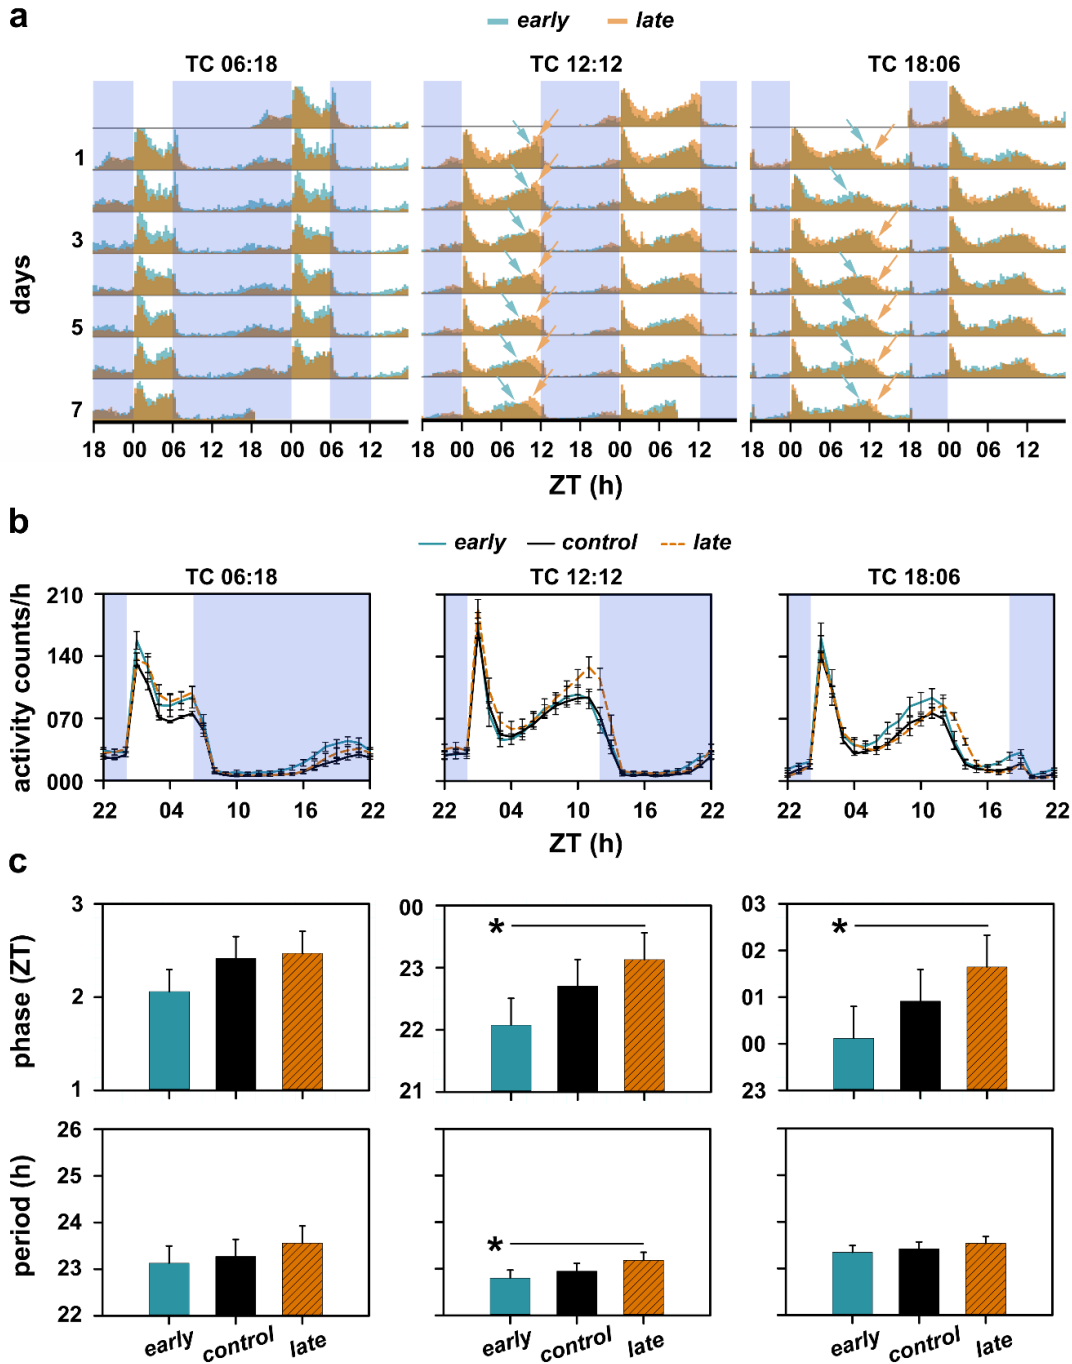 a
early late
TC 06:18 TC 12:12 TC 18:06
days
1
3
5
7
18 00 06 12 18 00 06 12 18 00 06 12 18 00 06 12 18 00 06 12 18 00 06 12
ZT (h)
b
early control late
TC 06:18 TC 12:12 TC 18:06
activity counts/h
210
140
070
000
22 04 10 16 22 22 04 10 16 22 22 04 10 16 22
ZT (h)
c
phase (ZT)
3
2
1
00
23
22
21
*
03
02
01
00
23
*
period (h)
26
25
24
23
22
*
early control late early control late early control late